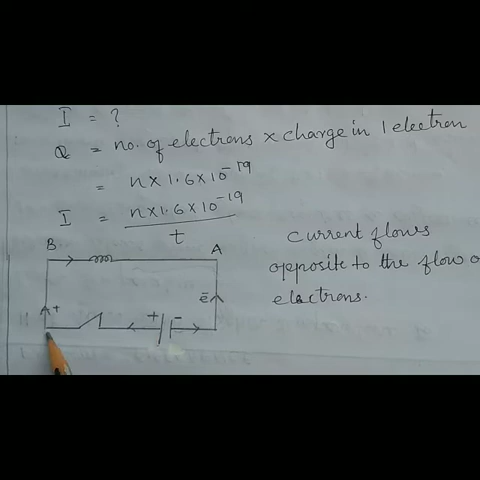 I = ?
Q = no. of electrons × charge in 1 electron
= n×1.6×10⁻¹⁹
I = n×1.6×10⁻¹⁹
t
current flows
opposite to the flow o
electrons.
B
A
ē
+
+ -